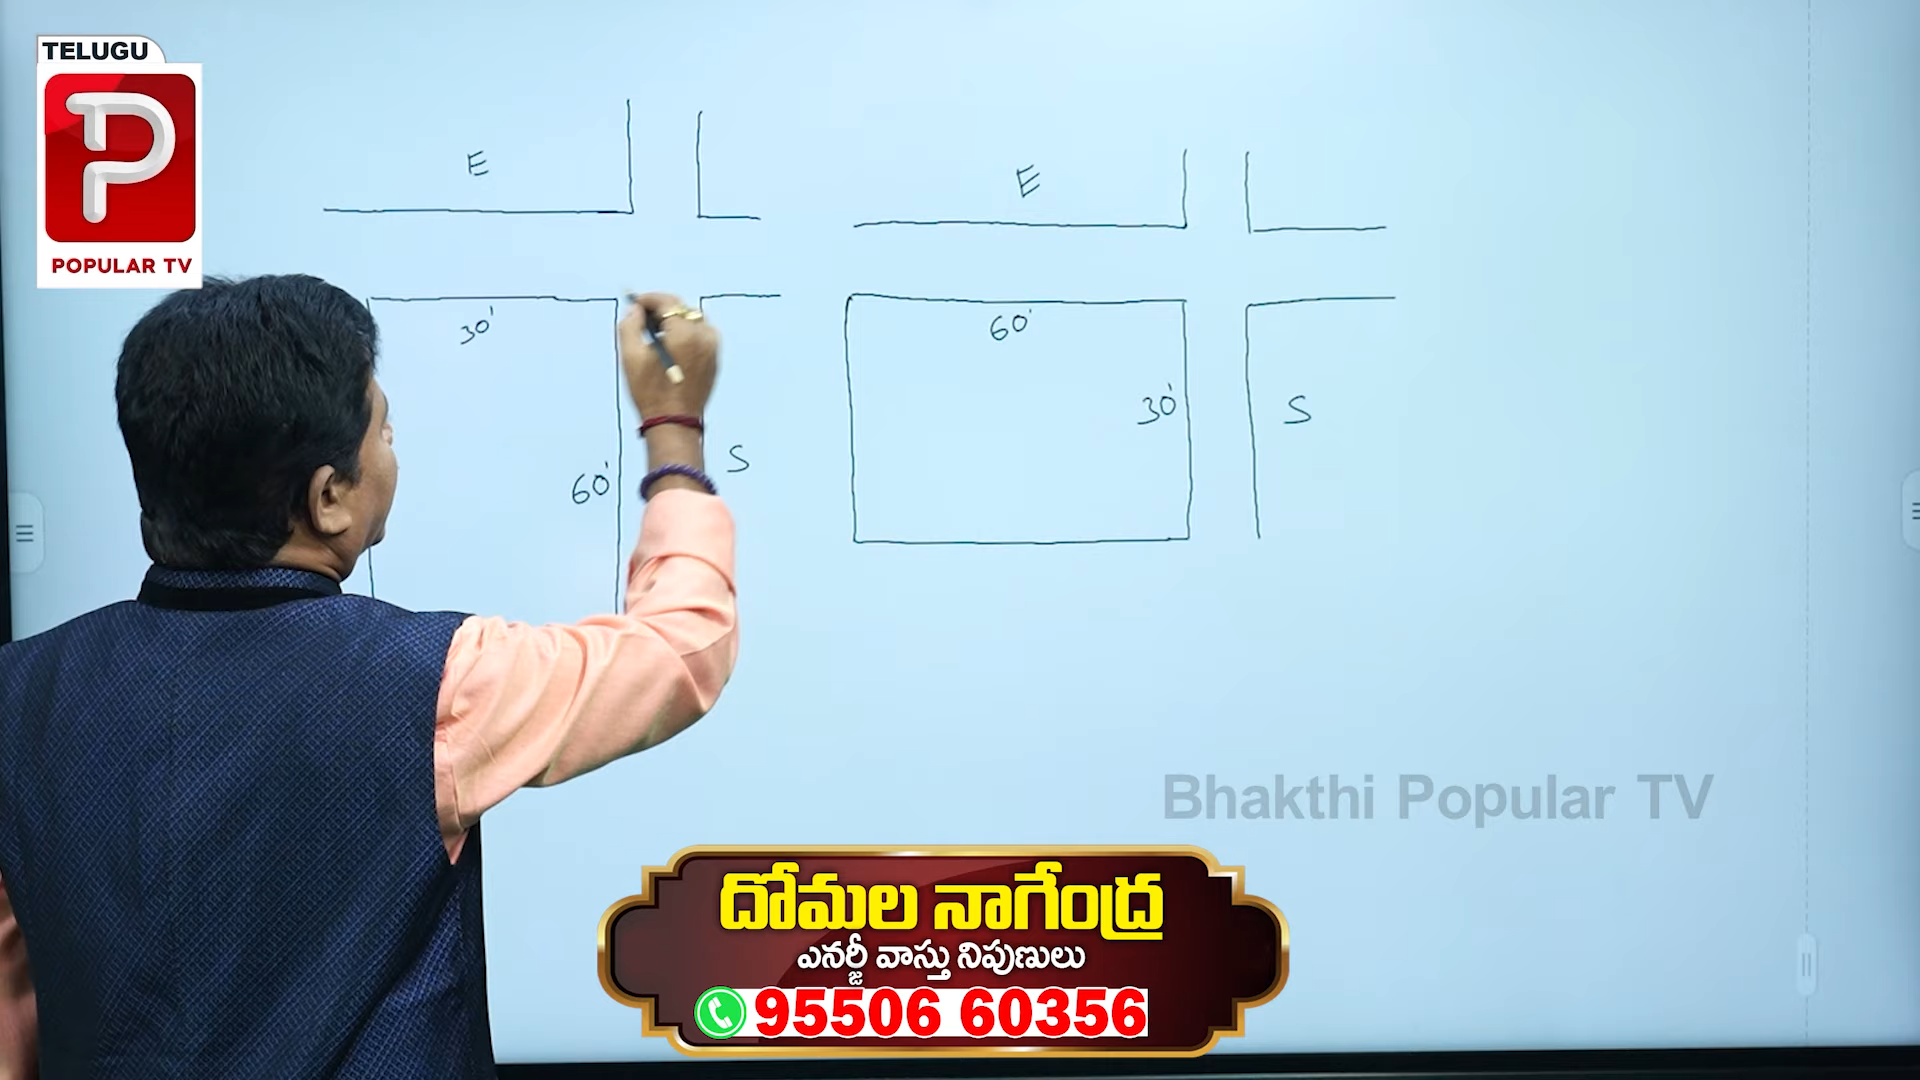 TELUGU
POPULAR TV
E
E
30'
60'
60'
S
30'
S
Bhakthi Popular TV
దోమల నాగేంద్ర
ఎనర్జీ వాస్తు నిపుణులు
95506 60356